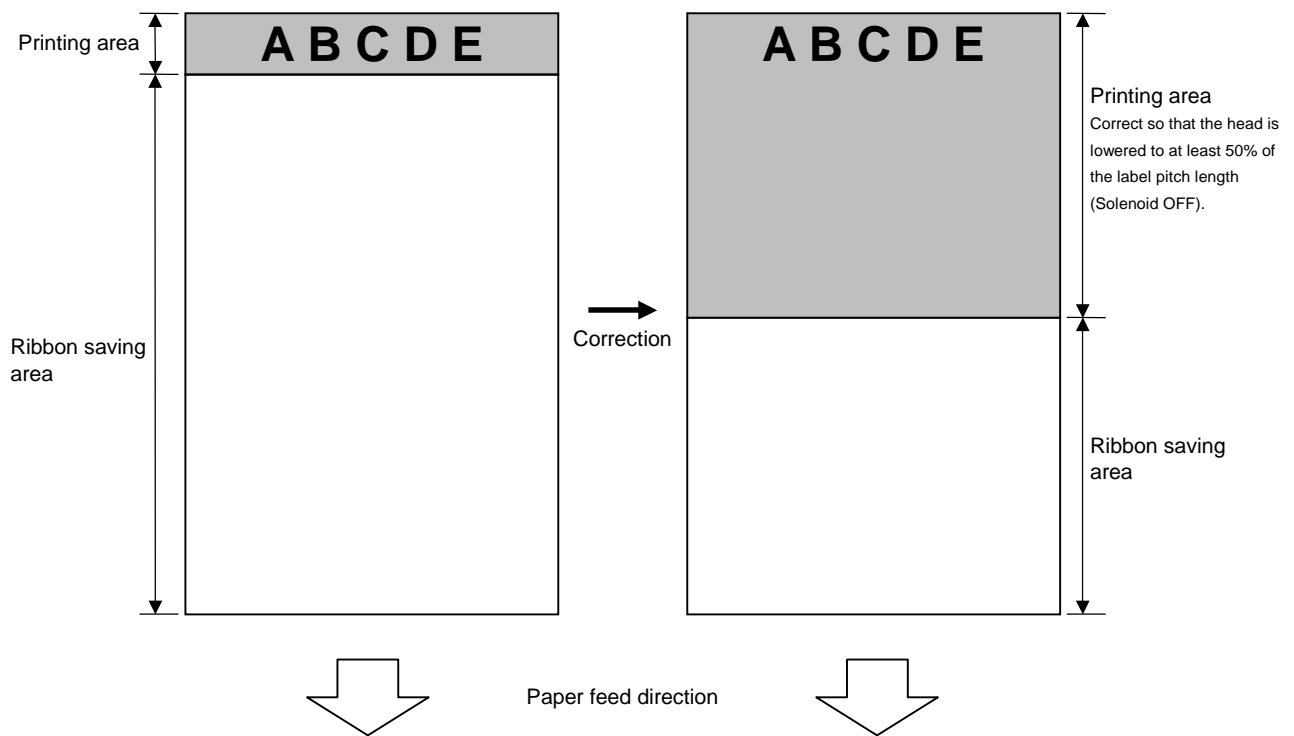 Printing area
A B C D E
Ribbon saving
area
Correction
A B C D E
Printing area
Correct so that the head is
lowered to at least 50% of
the label pitch length
(Solenoid OFF).
Ribbon saving
area
Paper feed direction